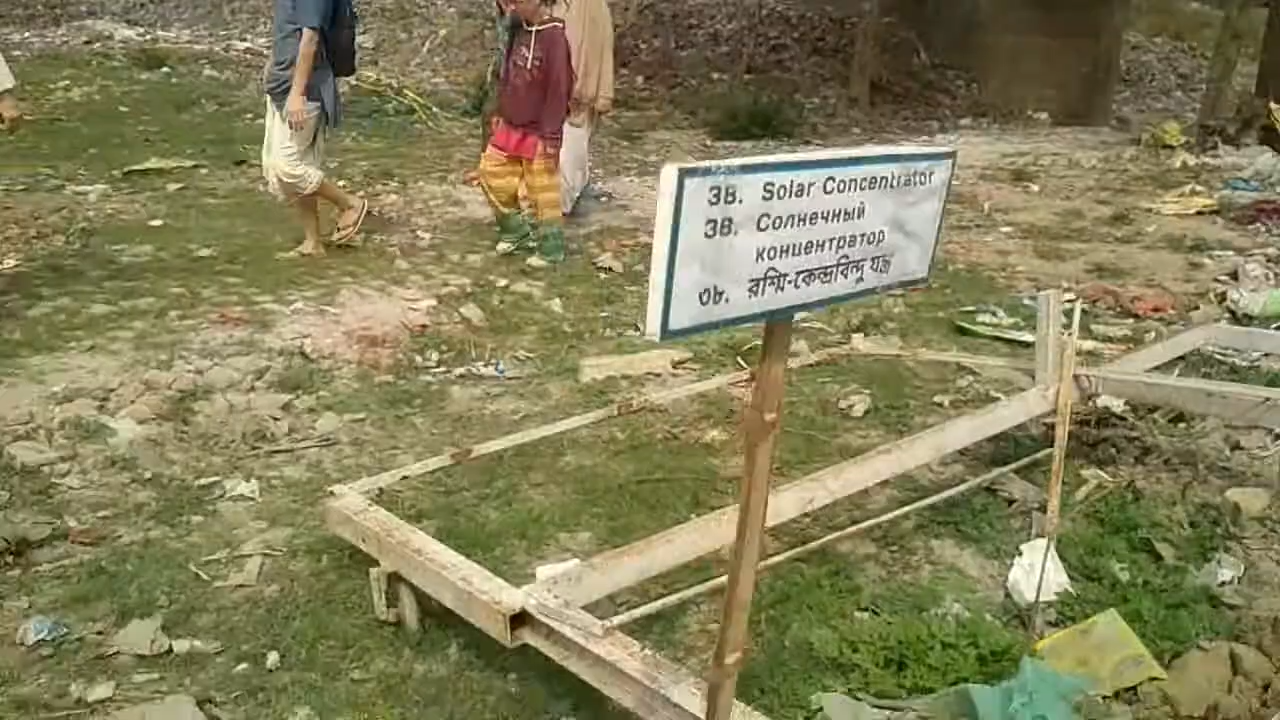 38. Solar Concentrator
38. Солнечный
концентратор
৩৮. রশ্মি-কেন্দ্রবিন্দু যন্ত্র